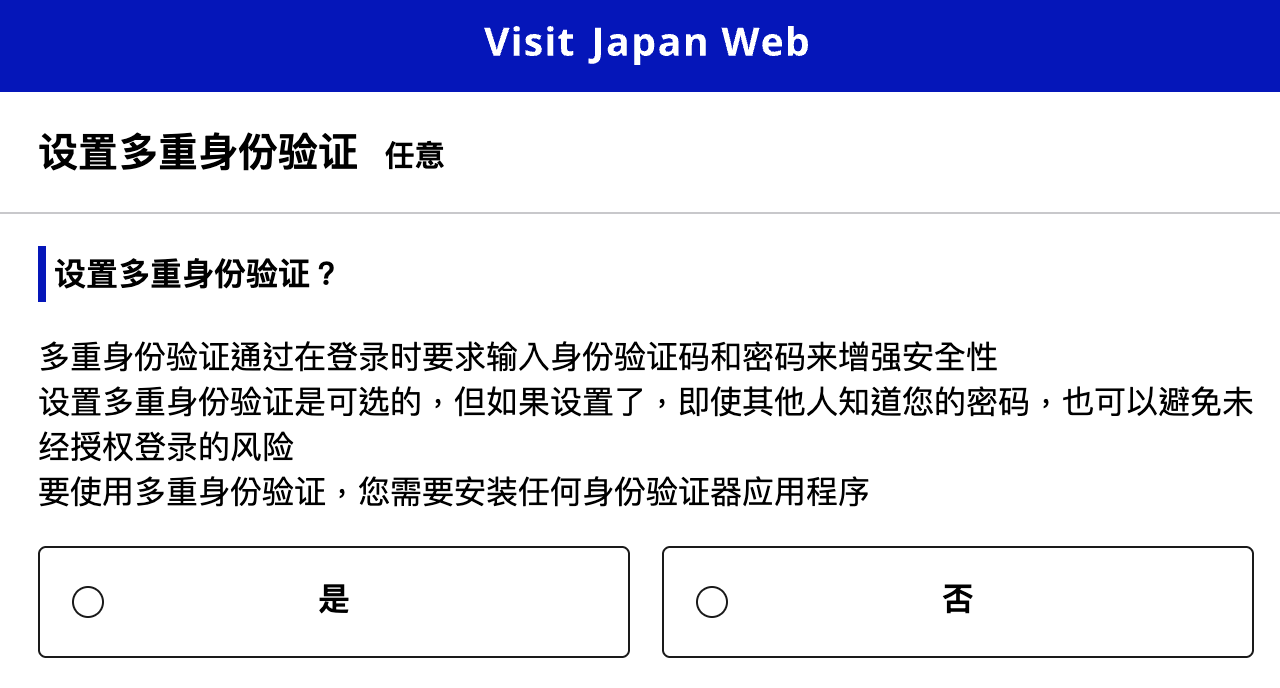 Visit Japan Web
设置多重身份验证 任意
设置多重身份验证？
多重身份验证通过在登录时要求输入身份验证码和密码来增强安全性
设置多重身份验证是可选的，但如果设置了，即使其他人知道您的密码，也可以避免未
经授权登录的风险
要使用多重身份验证，您需要安装任何身份验证器应用程序
是
否